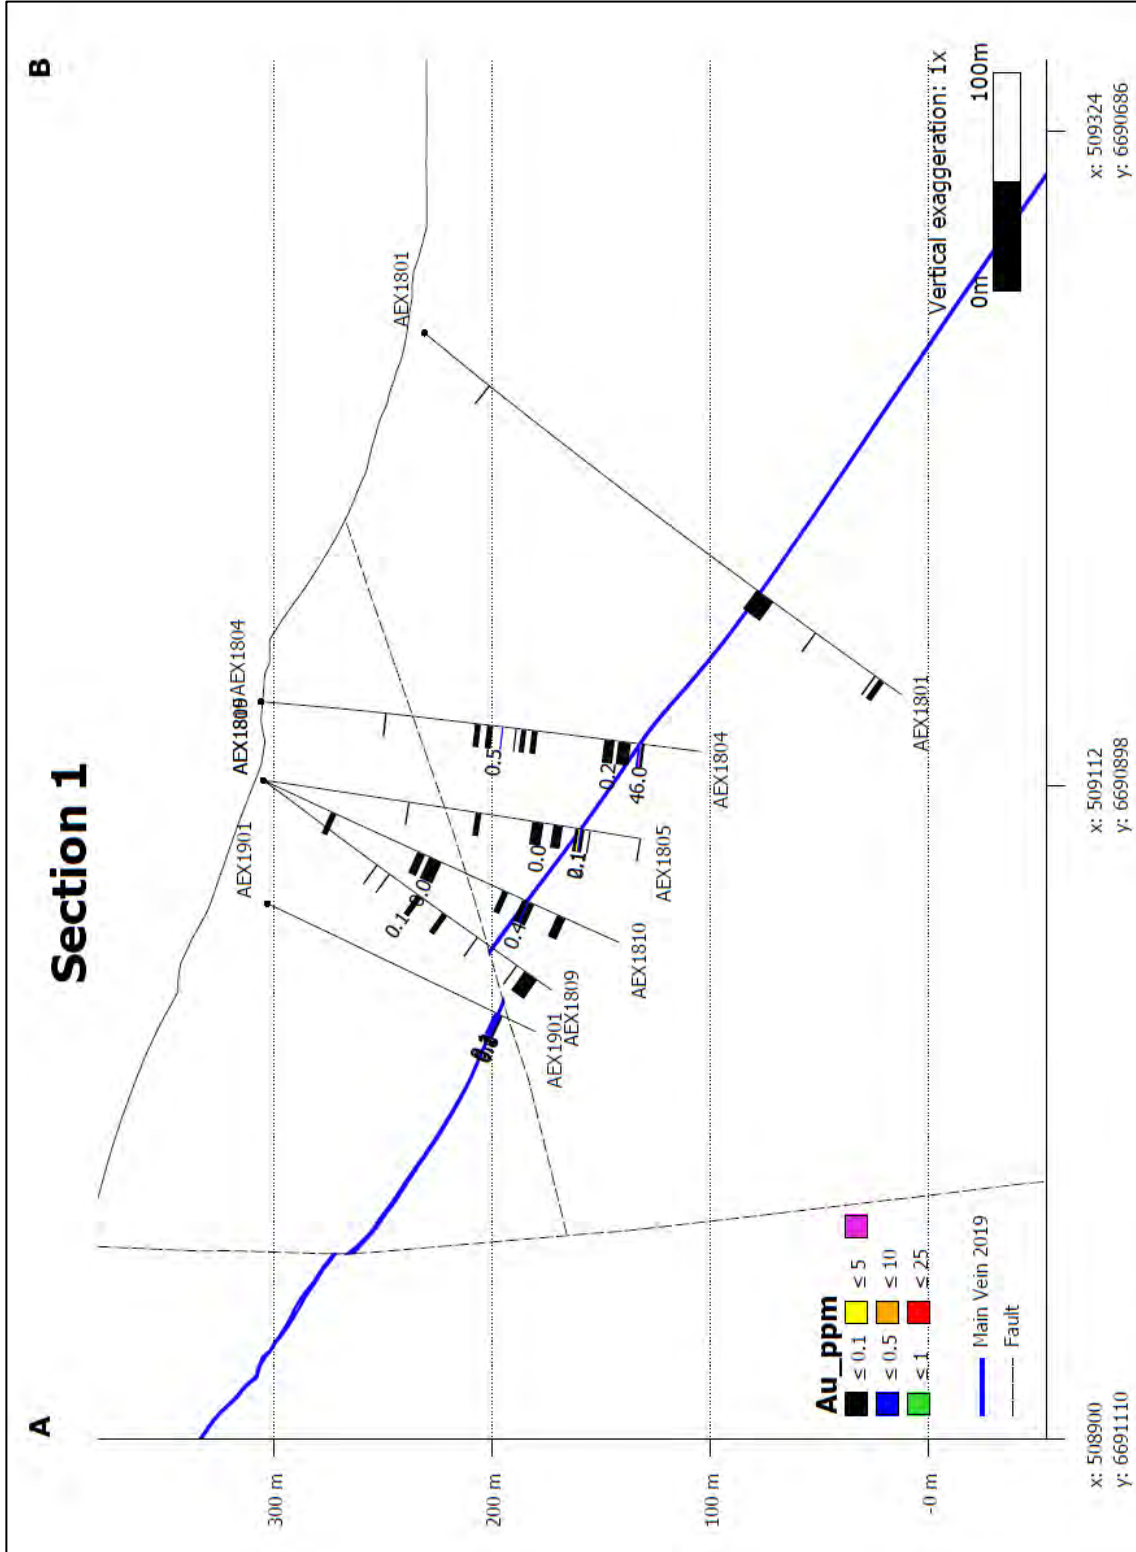 Section 1
A
B
AEX1901
AEX1804
AEX1801
300 m
200 m
100 m
-0 m
0.1
0.0
0.4
0.0
0.5
0.2
46.0
AEX1901
AEX1809
AEX1810
AEX1805
AEX1804
AEX1801
Au_ppm
≤ 0.1
≤ 5
≤ 0.5
≤ 10
≤ 1
≤ 25
Main Vein 2019
Fault
Vertical exaggeration: 1x
0m
100m
x: 508900
y: 6691110
x: 509112
y: 6690898
x: 509324
y: 6690686